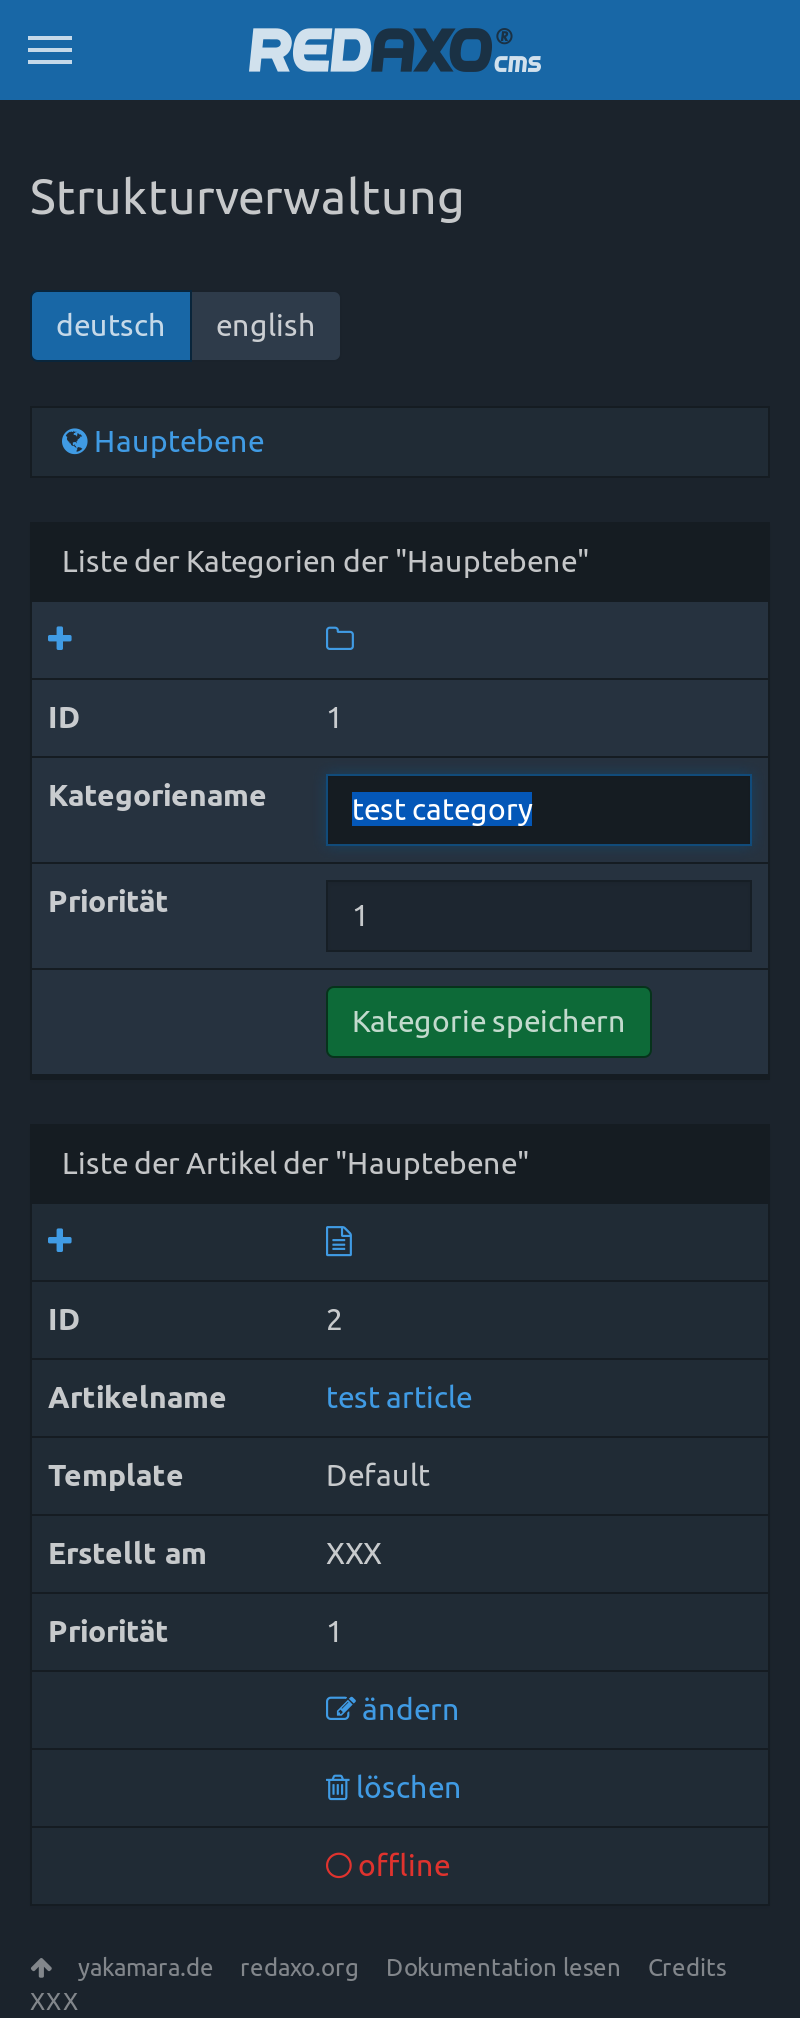 REDAXO® cms
Strukturverwaltung
deutsch english
Hauptebene
Liste der Kategorien der "Hauptebene"
ID 1
Kategoriename test category
Priorität 1
Kategorie speichern
Liste der Artikel der "Hauptebene"
ID 2
Artikelname test article
Template Default
Erstellt am XXX
Priorität 1
ändern
löschen
offline
yakamara.de redaxo.org Dokumentation lesen Credits
XXX